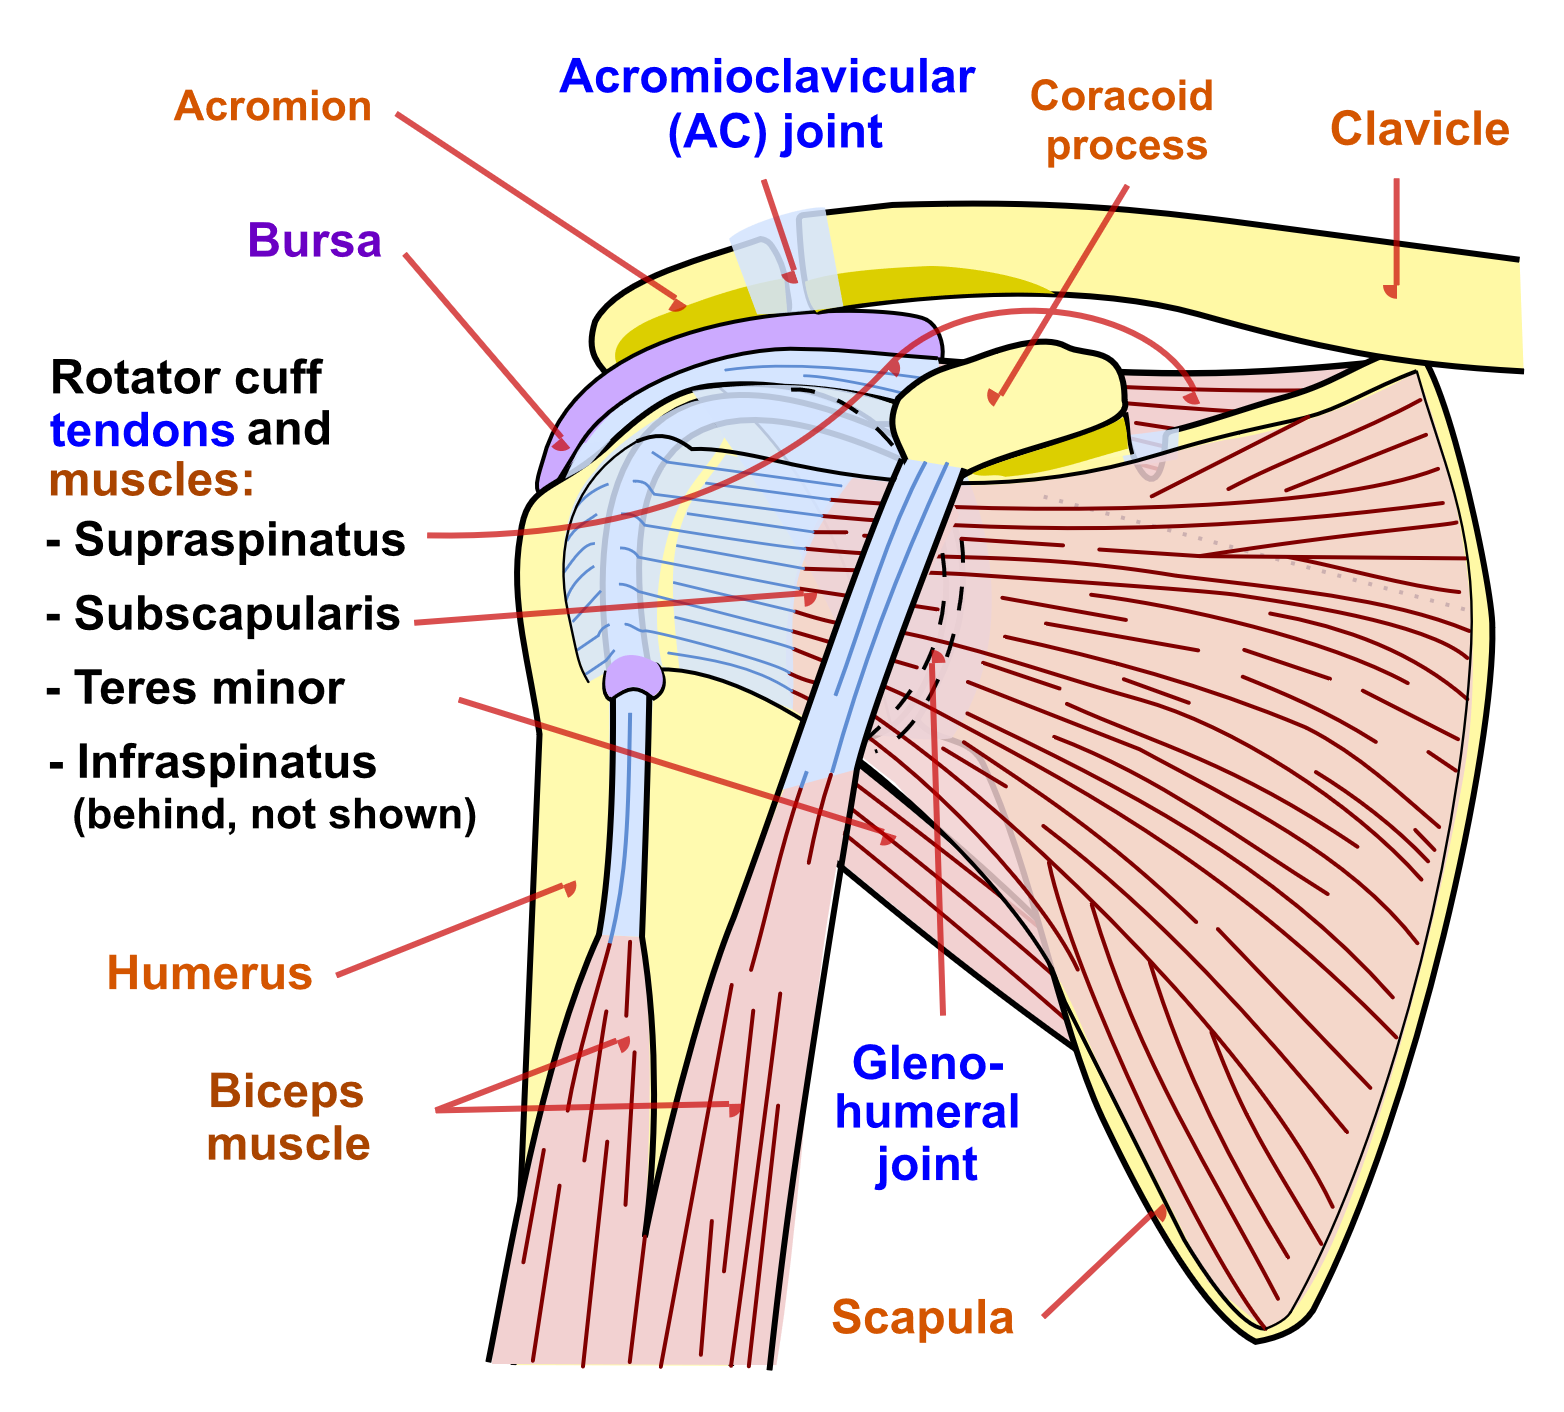 Acromioclavicular
(AC) joint
Acromion
Coracoid
process
Clavicle
Bursa
Rotator cuff
tendons and
muscles:
- Supraspinatus
- Subscapularis
- Teres minor
- Infraspinatus
(behind, not shown)
Humerus
Biceps
muscle
Gleno-
humeral
joint
Scapula